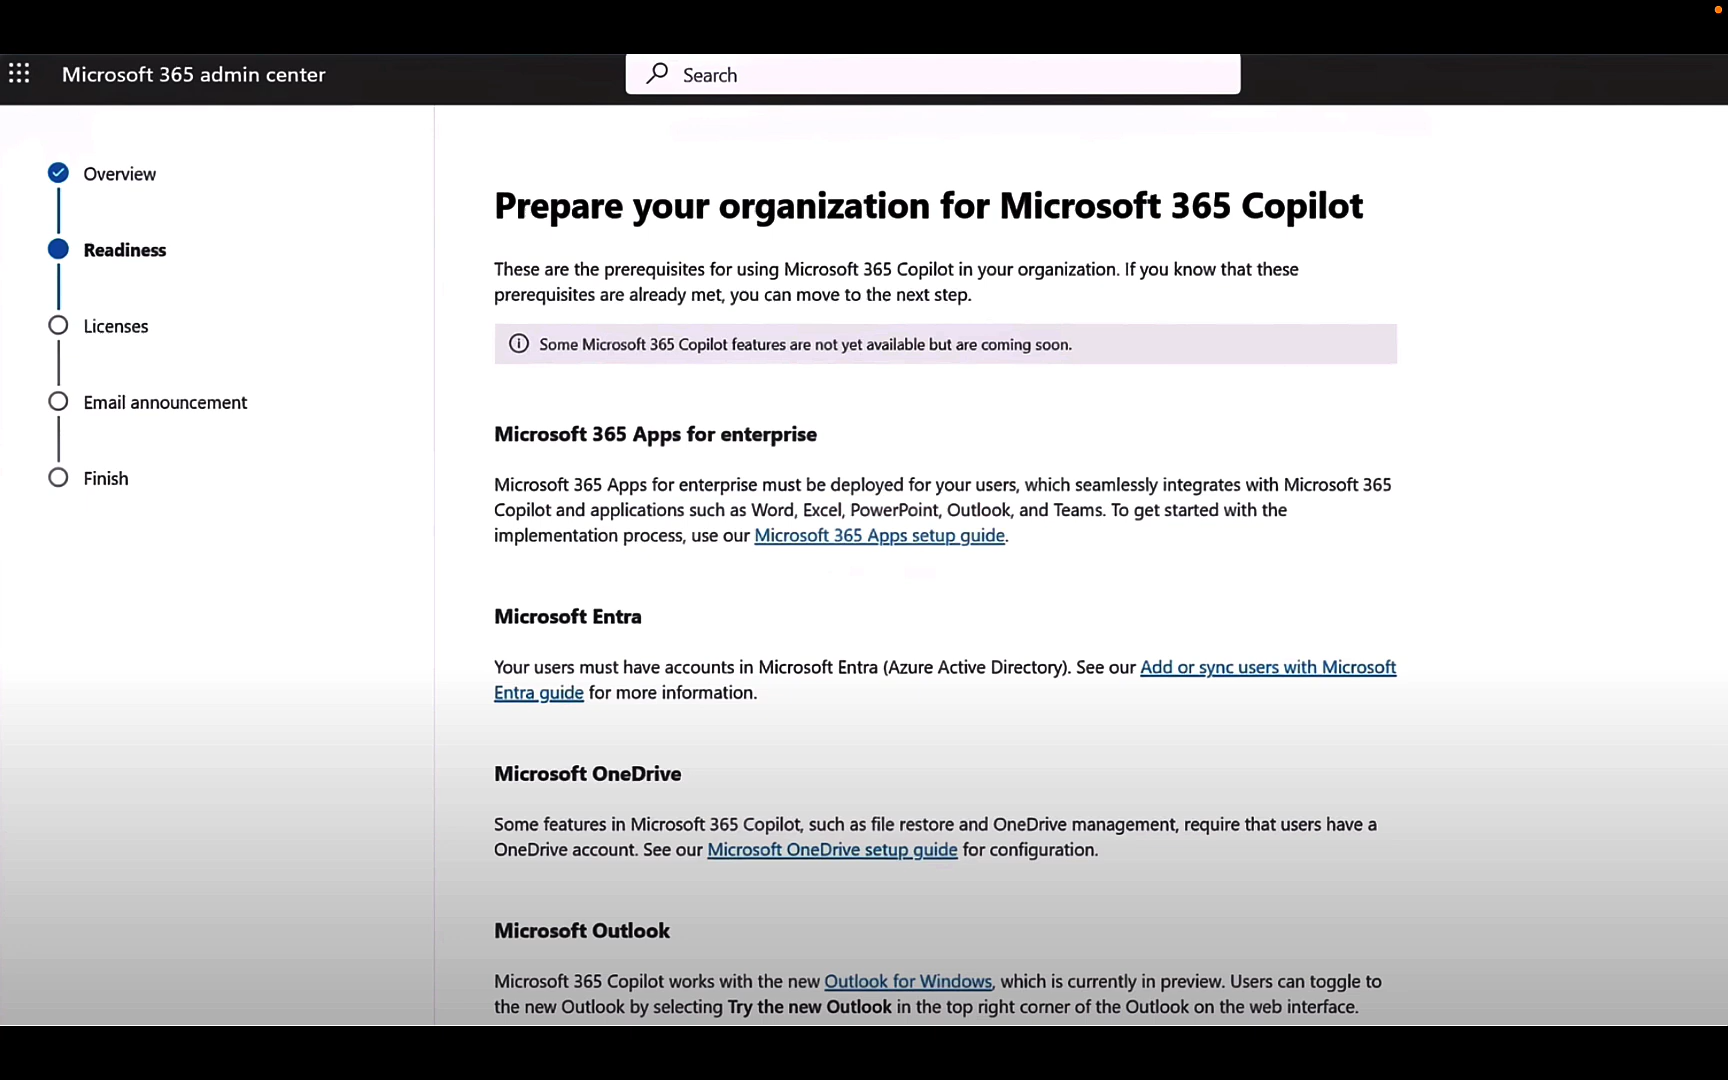 Microsoft 365 admin center
Search
Overview
Readiness
Licenses
Email announcement
Finish
Prepare your organization for Microsoft 365 Copilot
These are the prerequisites for using Microsoft 365 Copilot in your organization. If you know that these
prerequisites are already met, you can move to the next step.
Some Microsoft 365 Copilot features are not yet available but are coming soon.
Microsoft 365 Apps for enterprise
Microsoft 365 Apps for enterprise must be deployed for your users, which seamlessly integrates with Microsoft 365
Copilot and applications such as Word, Excel, PowerPoint, Outlook, and Teams. To get started with the
implementation process, use our Microsoft 365 Apps setup guide.
Microsoft Entra
Your users must have accounts in Microsoft Entra (Azure Active Directory). See our Add or sync users with Microsoft
Entra guide for more information.
Microsoft OneDrive
Some features in Microsoft 365 Copilot, such as file restore and OneDrive management, require that users have a
OneDrive account. See our Microsoft OneDrive setup guide for configuration.
Microsoft Outlook
Microsoft 365 Copilot works with the new Outlook for Windows, which is currently in preview. Users can toggle to
the new Outlook by selecting Try the new Outlook in the top right corner of the Outlook on the web interface.